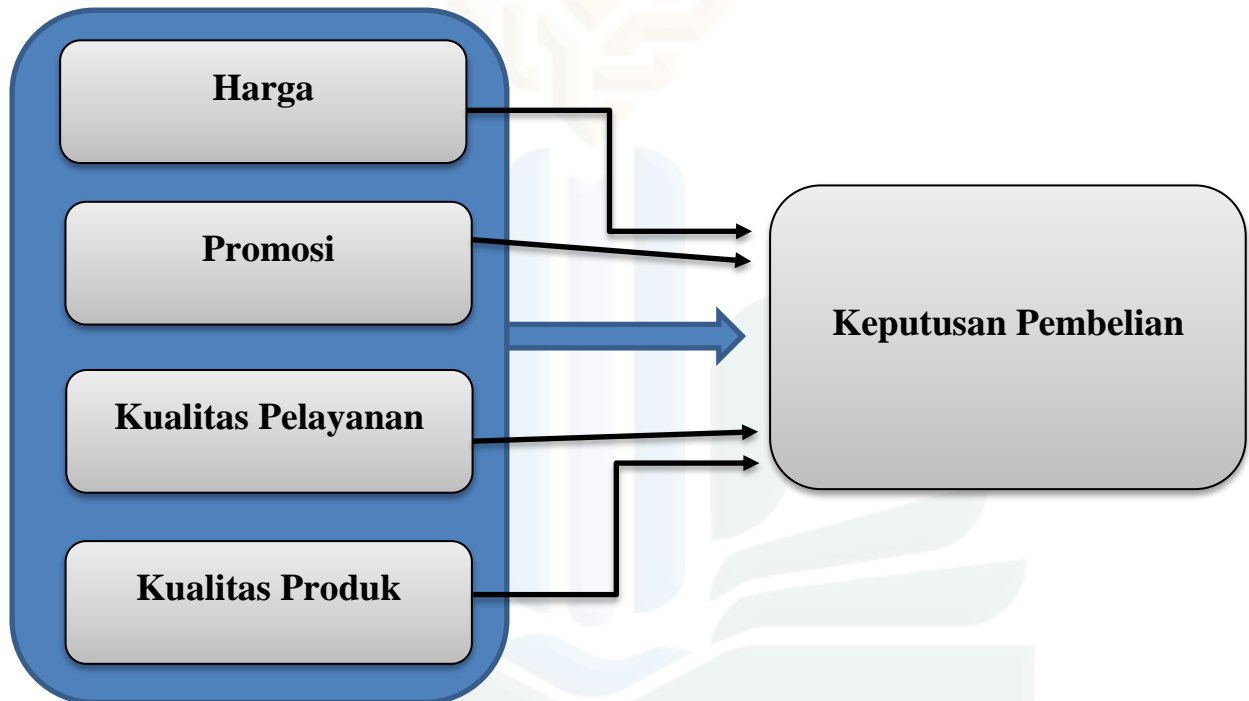 Harga
Promosi
Keputusan Pembelian
Kualitas Pelayanan
Kualitas Produk